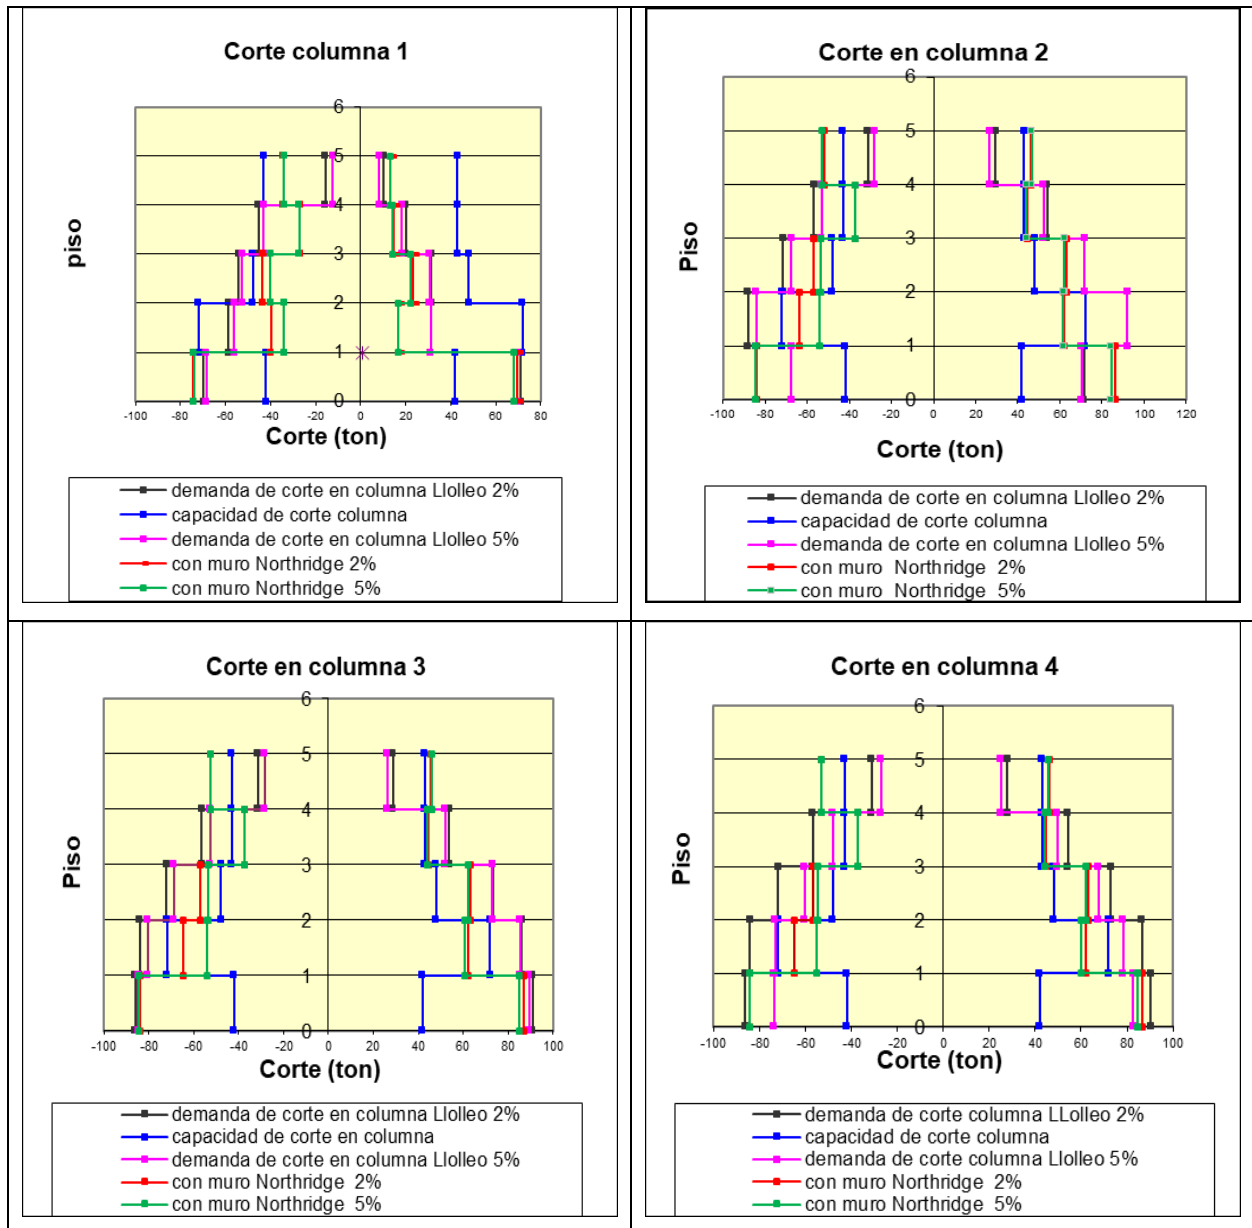 Corte columna 1
6
5
4
3
2
1
0
piso
-100 -80 -60 -40 -20 0 20 40 60 80
Corte (ton)
demanda de corte en columna Llolleo 2%
capacidad de corte columna
demanda de corte en columna Llolleo 5%
con muro Northridge 2%
con muro Northridge 5%
Corte en columna 2
6
5
4
3
2
1
0
Piso
-100 -80 -60 -40 -20 0 20 40 60 80 100 120
Corte (ton)
demanda de corte en columna Llolleo 2%
capacidad de corte columna
demanda de corte en columna Llolleo 5%
con muro Northridge 2%
con muro Northridge 5%
Corte en columna 3
6
5
4
3
2
1
0
Piso
-100 -80 -60 -40 -20 0 20 40 60 80 100
Corte (ton)
demanda de corte en columna Llolleo 2%
capacidad de corte en columna
demanda de corte en columna Llolleo 5%
con muro Northridge 2%
con muro Northridge 5%
Corte en columna 4
6
5
4
3
2
1
0
Piso
-100 -80 -60 -40 -20 0 20 40 60 80 100
Corte (ton)
demanda de corte columna LLolleo 2%
capacidad de corte columna
demanda de corte columna Llolleo 5%
con muro Northridge 2%
con muro Northridge 5%